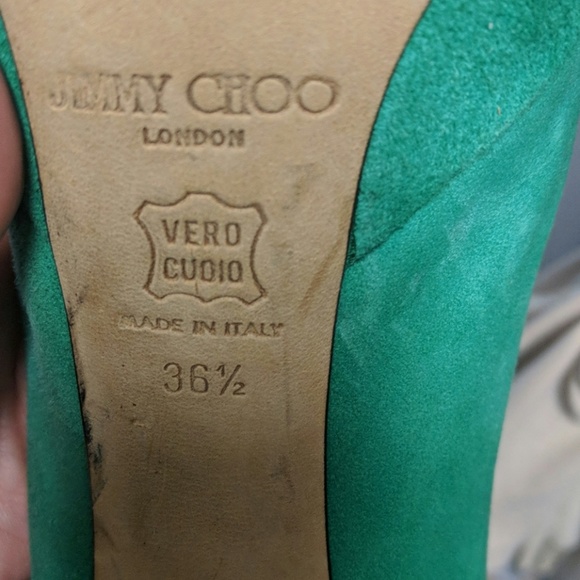 JIMMY CHOO
LONDON
VERO
CUOIO
MADE IN ITALY
36½